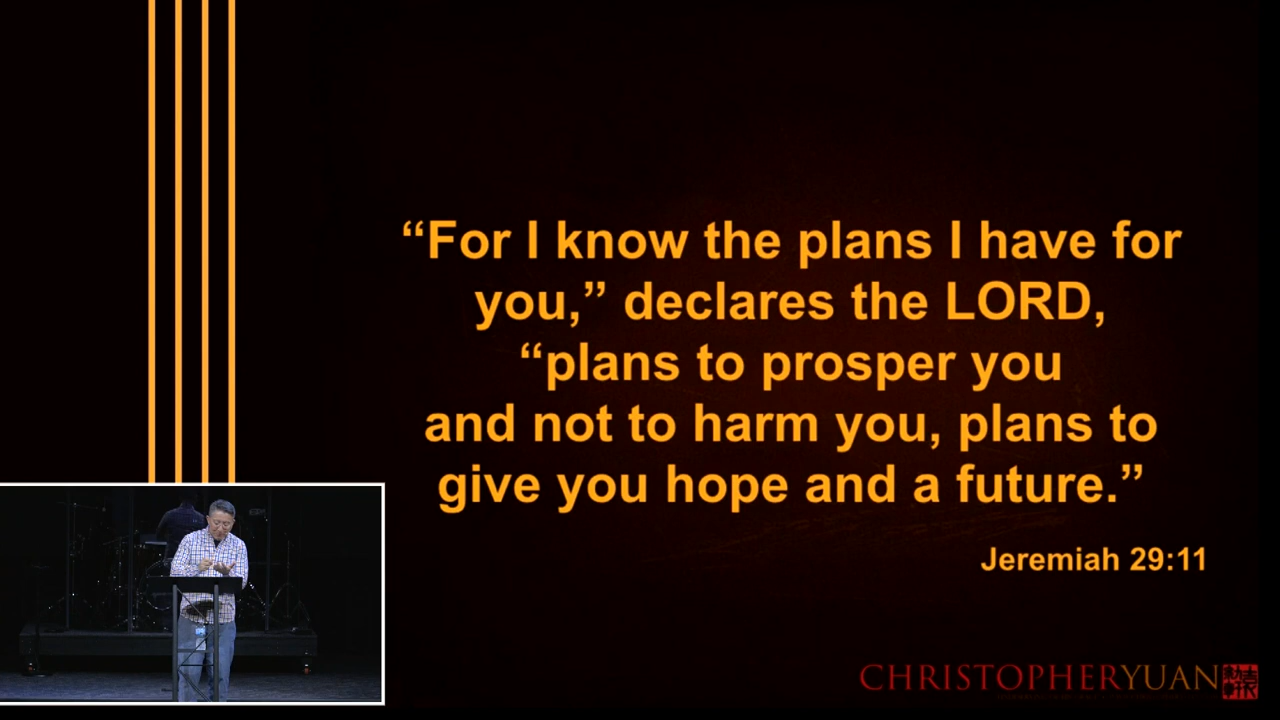 “For I know the plans I have for
you,” declares the LORD,
“plans to prosper you
and not to harm you, plans to
give you hope and a future.”
Jeremiah 29:11
CHRISTOPHERYUAN